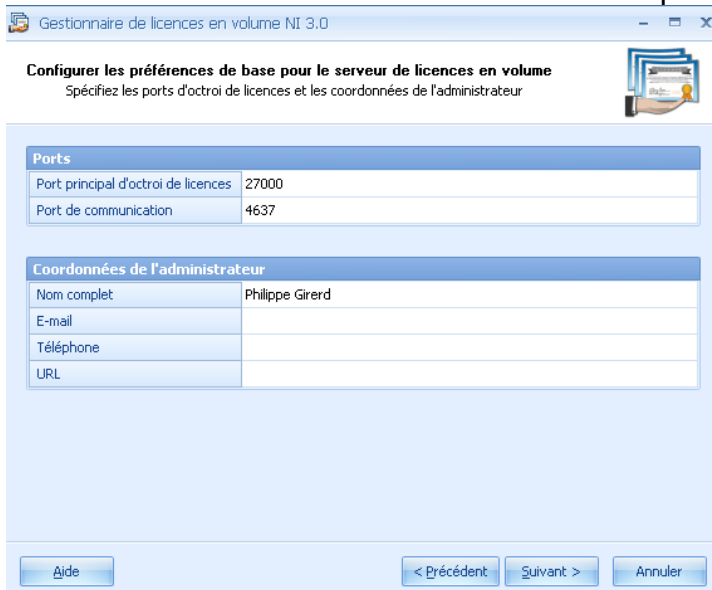 Gestionnaire de licences en volume NI 3.0
Configurer les préférences de base pour le serveur de licences en volume
Spécifiez les ports d'octroi de licences et les coordonnées de l'administrateur
Ports
Port principal d'octroi de licences 27000
Port de communication 4637
Coordonnées de l'administrateur
Nom complet Philippe Girerd
E-mail
Téléphone
URL
Aide < Précédent Suivant > Annuler